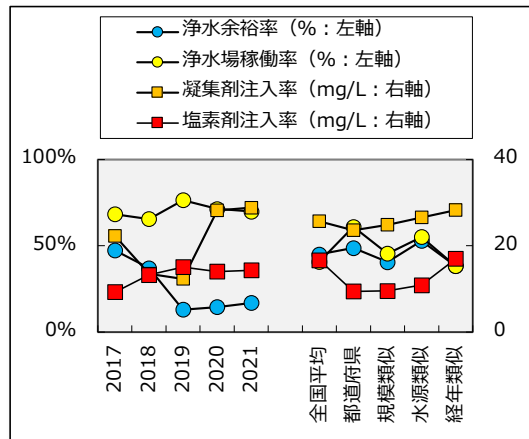 浄水余裕率（%：左軸）
浄水場稼働率（%：左軸）
凝集剤注入率（mg/L：右軸）
塩素剤注入率（mg/L：右軸）
100%
50%
0%
40
20
0
2017
2018
2019
2020
2021
全国平均
都道府県
規模類似
水源類似
経年類似